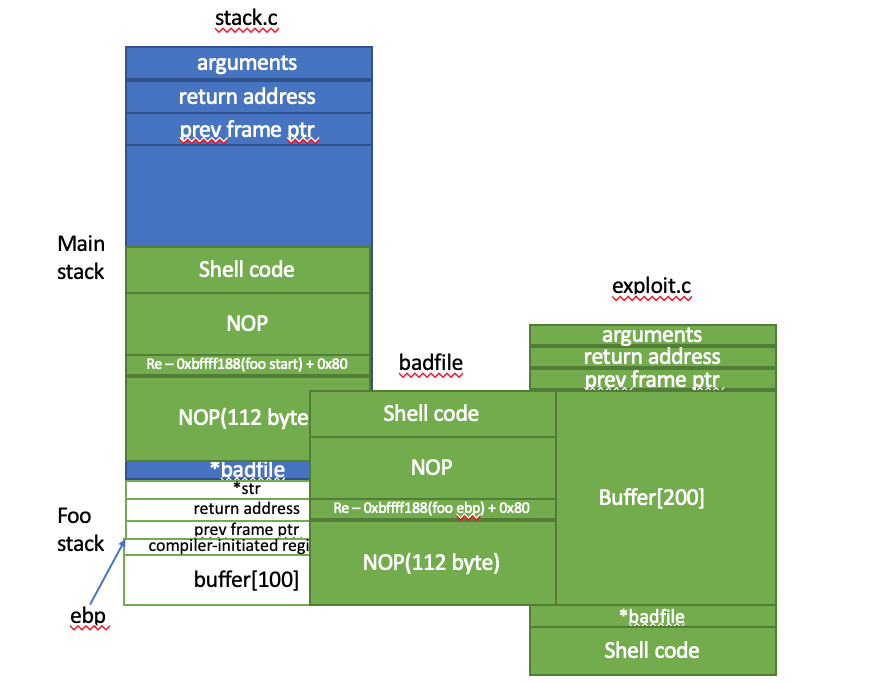 stack.c
arguments
return address
prev frame ptr
Main
stack
Shell code
NOP
Re – 0xbffff188(foo start) + 0x80
NOP(112 byte
*badfile
*str
return address
prev frame ptr
compiler-initiated regi
buffer[100]
Foo
stack
ebp
badfile
Shell code
NOP
Re – 0xbffff188(foo ebp) + 0x80
NOP(112 byte)
exploit.c
arguments
return address
prev frame ptr
Buffer[200]
*badfile
Shell code